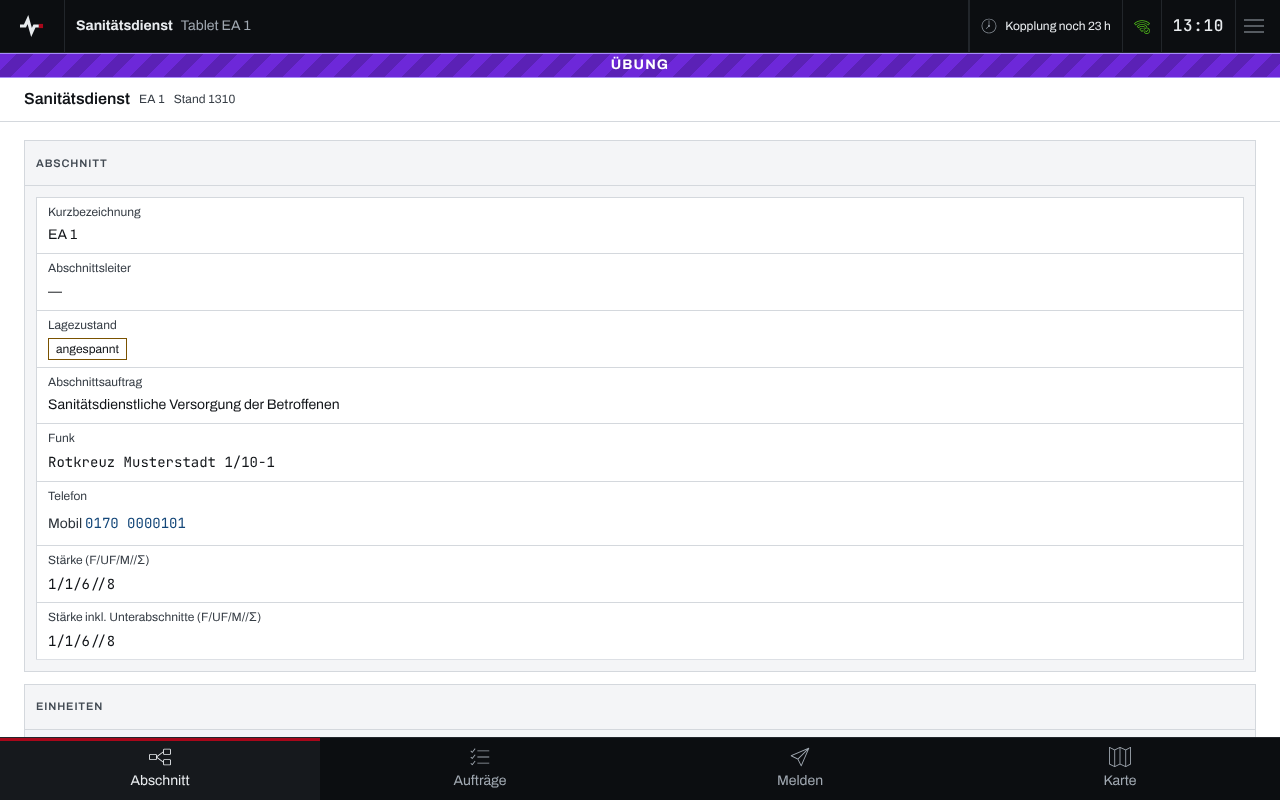 Sanitätsdienst Tablet EA 1
Kopplung noch 23 h
13:10
ÜBUNG
Sanitätsdienst EA 1 Stand 1310
ABSCHNITT
Kurzbezeichnung
EA 1
Abschnittsleiter
—
Lagezustand
angespannt
Abschnittsauftrag
Sanitätsdienstliche Versorgung der Betroffenen
Funk
Rotkreuz Musterstadt 1/10-1
Telefon
Mobil 0170 0000101
Stärke (F/UF/M//Σ)
1/1/6//8
Stärke inkl. Unterabschnitte (F/UF/M//Σ)
1/1/6//8
EINHEITEN
Abschnitt
Aufträge
Melden
Karte